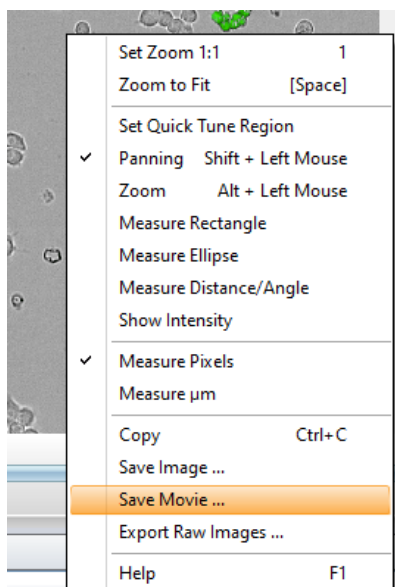 Set Zoom 1:1 1
Zoom to Fit [Space]
Set Quick Tune Region
Panning Shift + Left Mouse
Zoom Alt + Left Mouse
Measure Rectangle
Measure Ellipse
Measure Distance/Angle
Show Intensity
Measure Pixels
Measure µm
Copy Ctrl+C
Save Image ...
Save Movie ...
Export Raw Images ...
Help F1